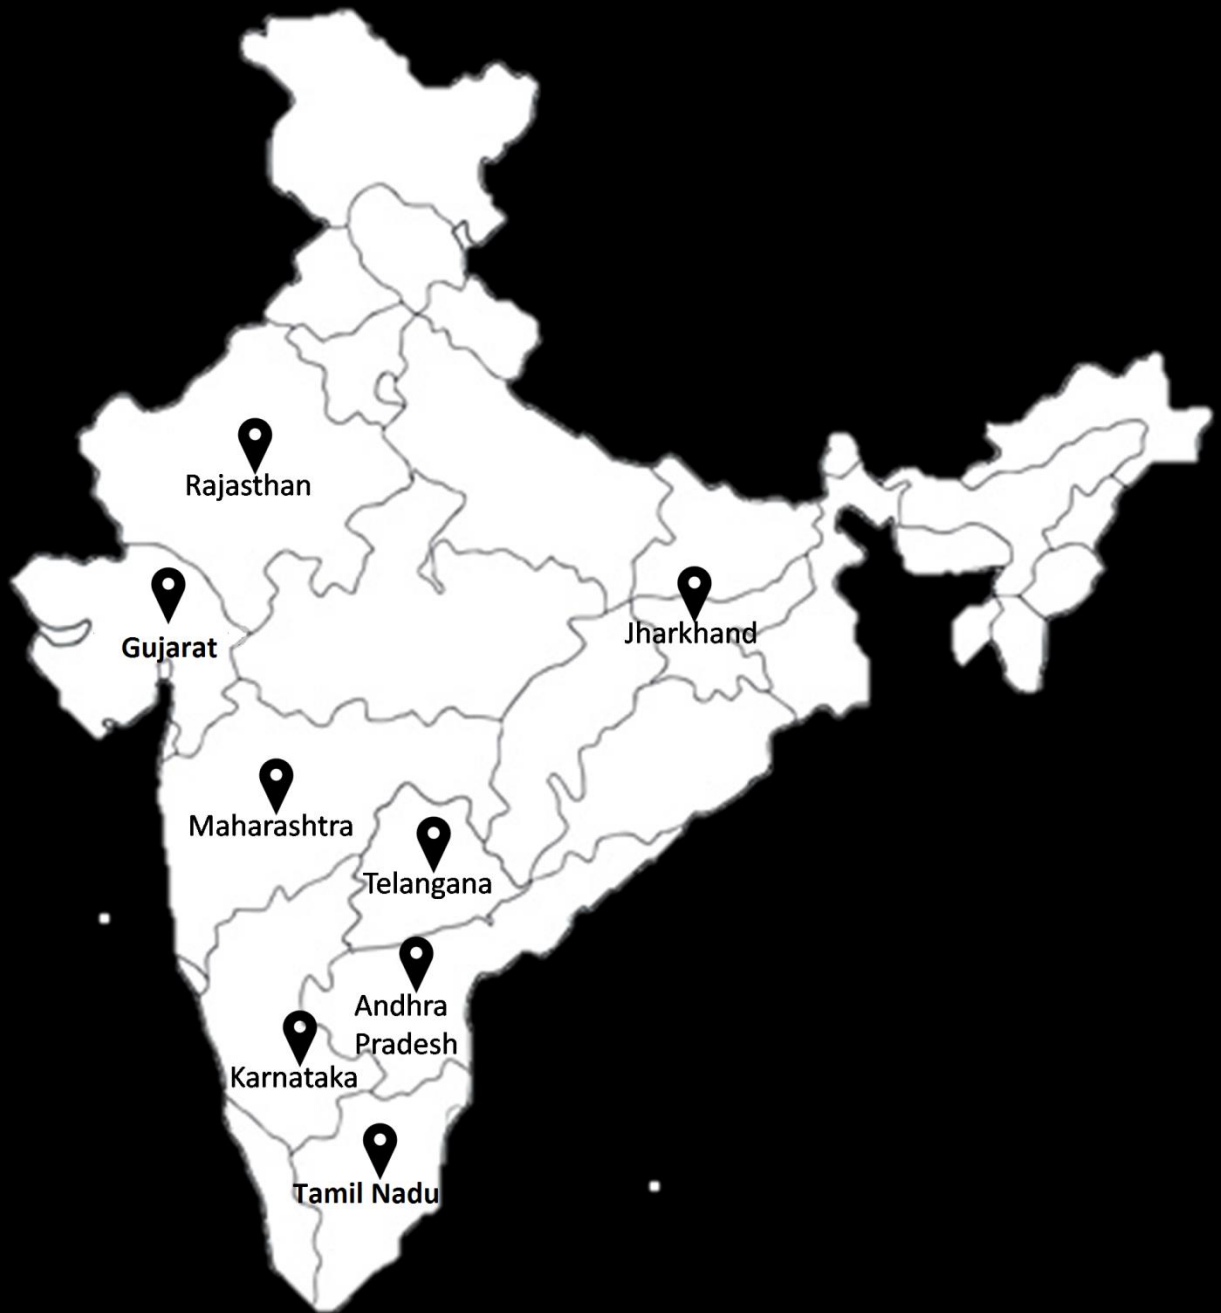 Rajasthan
Gujarat
Jharkhand
Maharashtra
Telangana
Andhra
Pradesh
Karnataka
Tamil Nadu